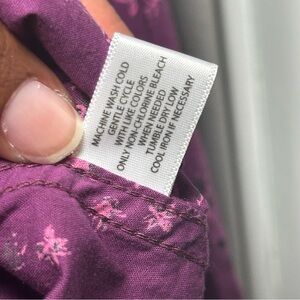 MACHINE WASH COLD
GENTLE CYCLE
WITH LIKE COLORS
ONLY NON-CHLORINE BLEACH
WHEN NEEDED
TUMBLE DRY LOW
COOL IRON IF NECESSARY